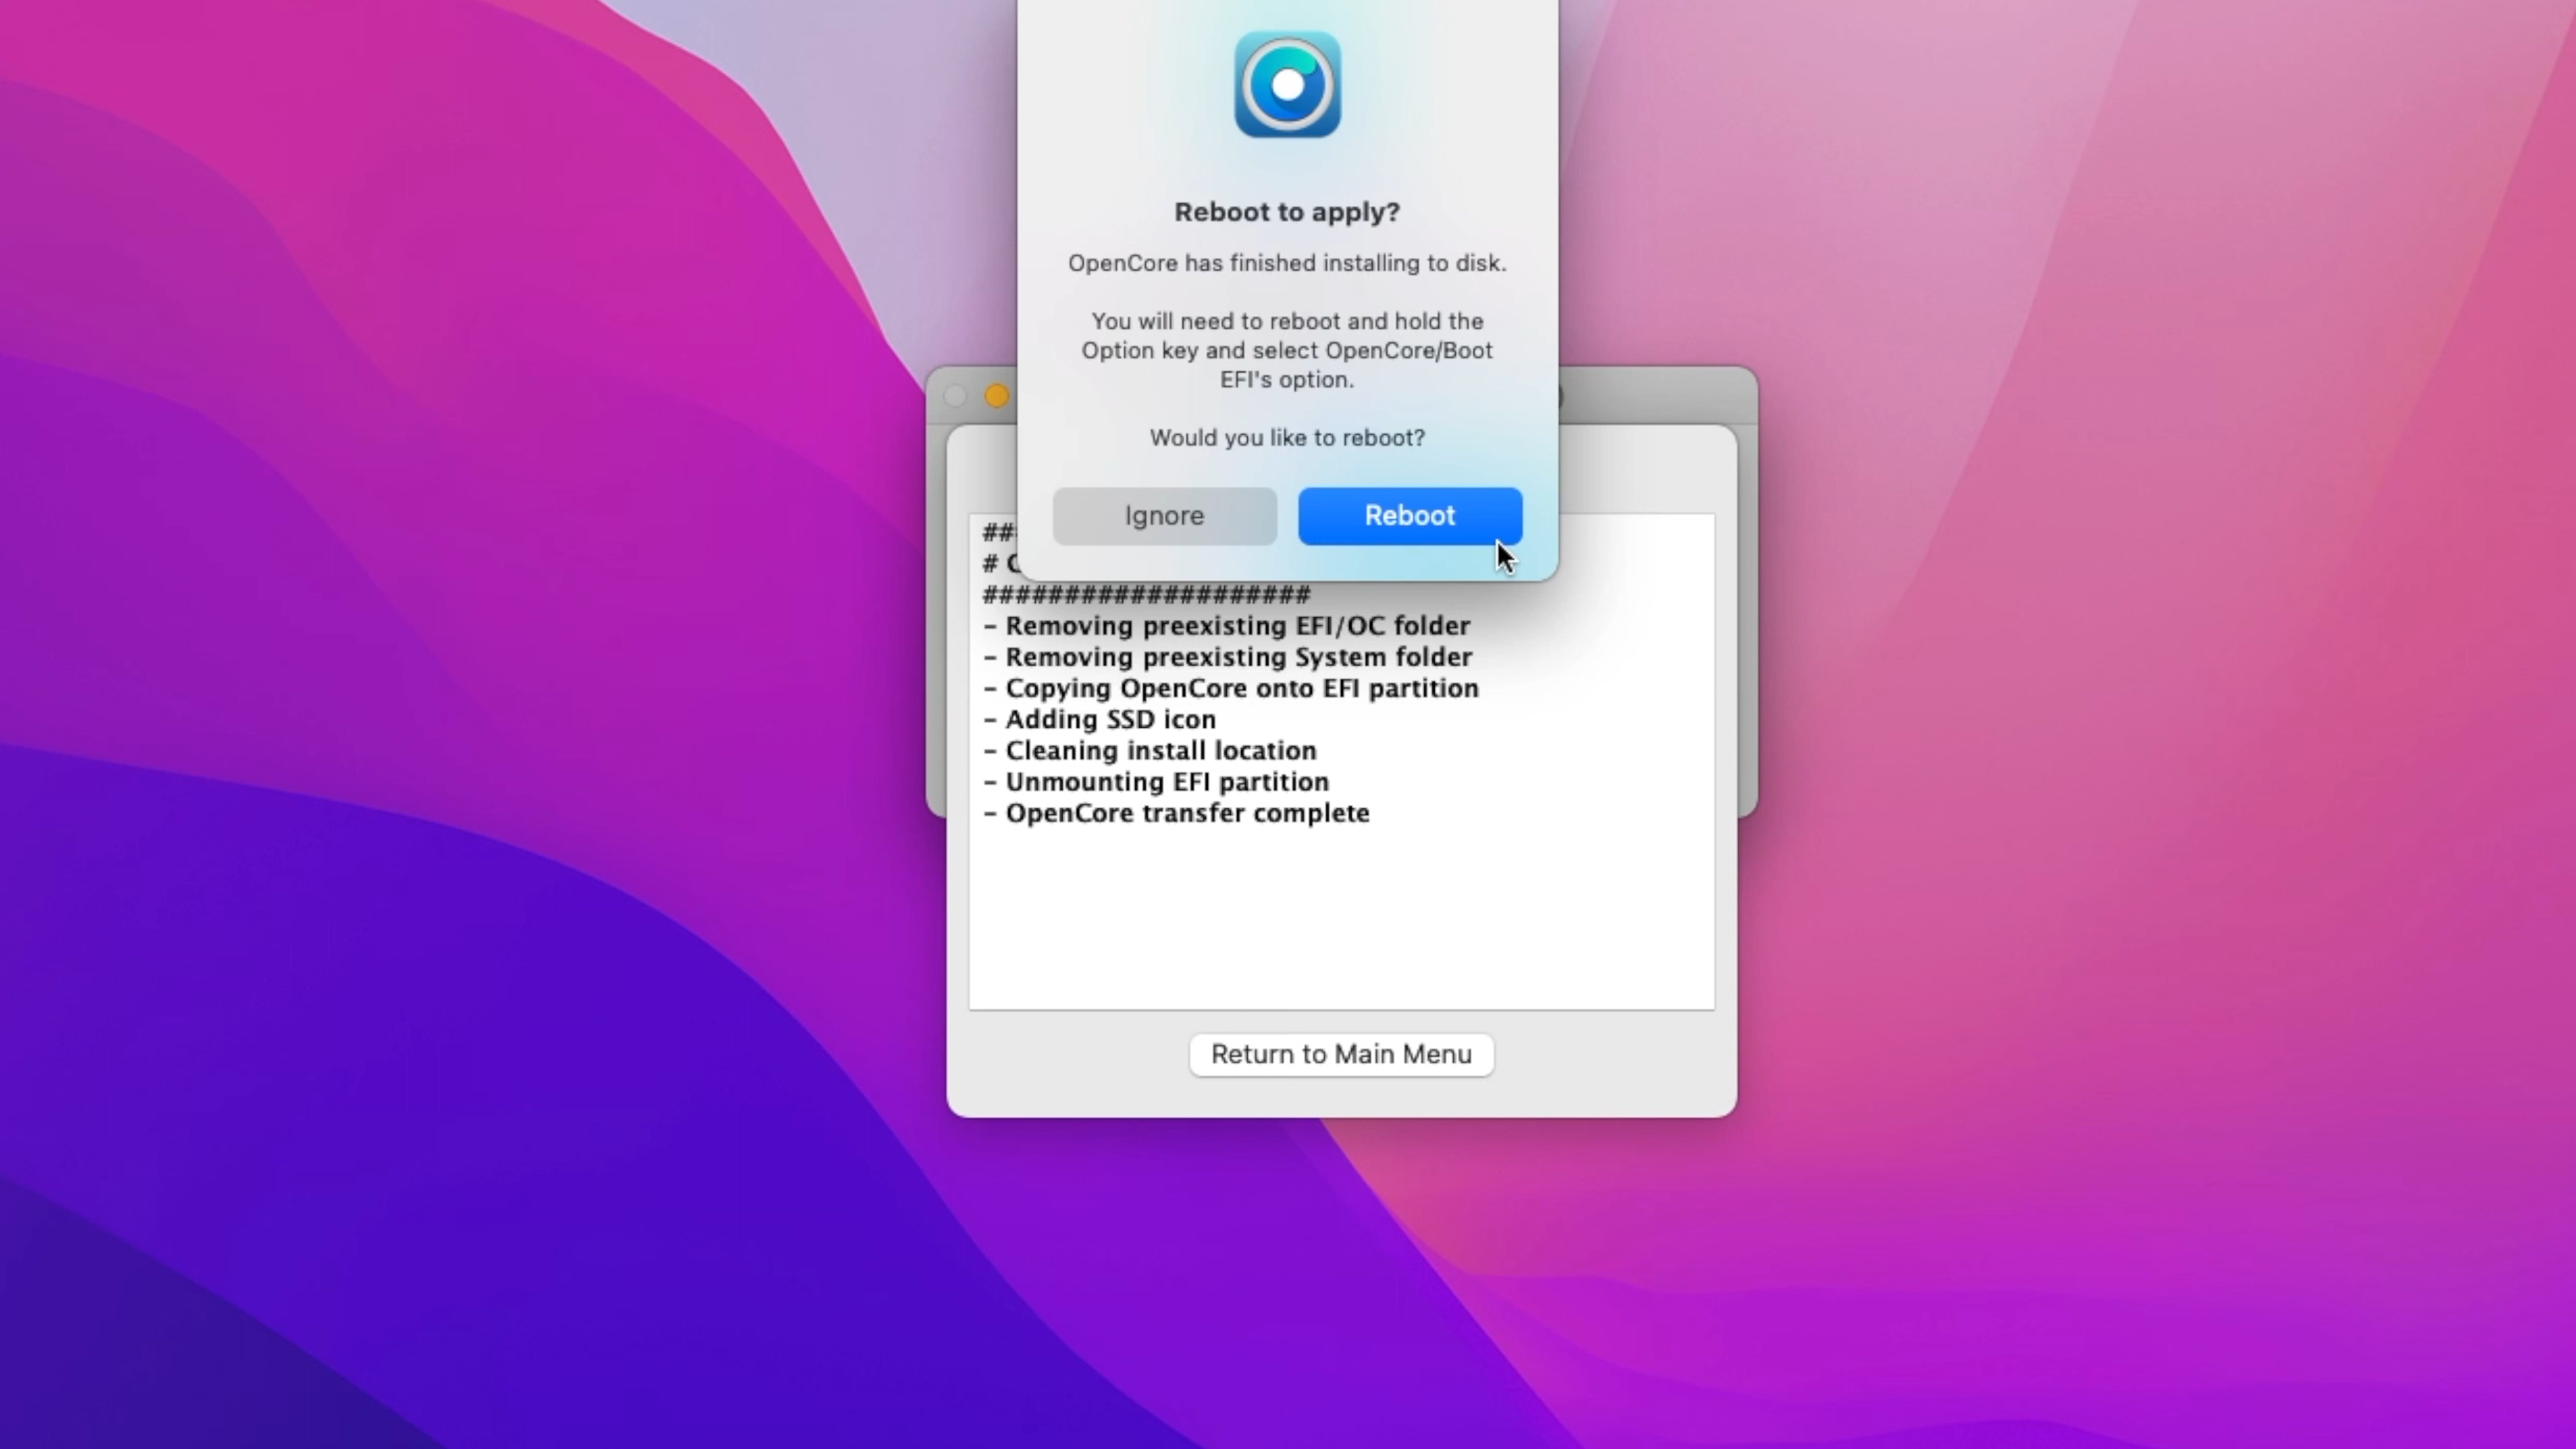 Reboot to apply?
OpenCore has finished installing to disk.
You will need to reboot and hold the
Option key and select OpenCore/Boot
EFI's option.
Would you like to reboot?
Ignore
Reboot
##
#
####################
- Removing preexisting EFI/OC folder
- Removing preexisting System folder
- Copying OpenCore onto EFI partition
- Adding SSD icon
- Cleaning install location
- Unmounting EFI partition
- OpenCore transfer complete
Return to Main Menu